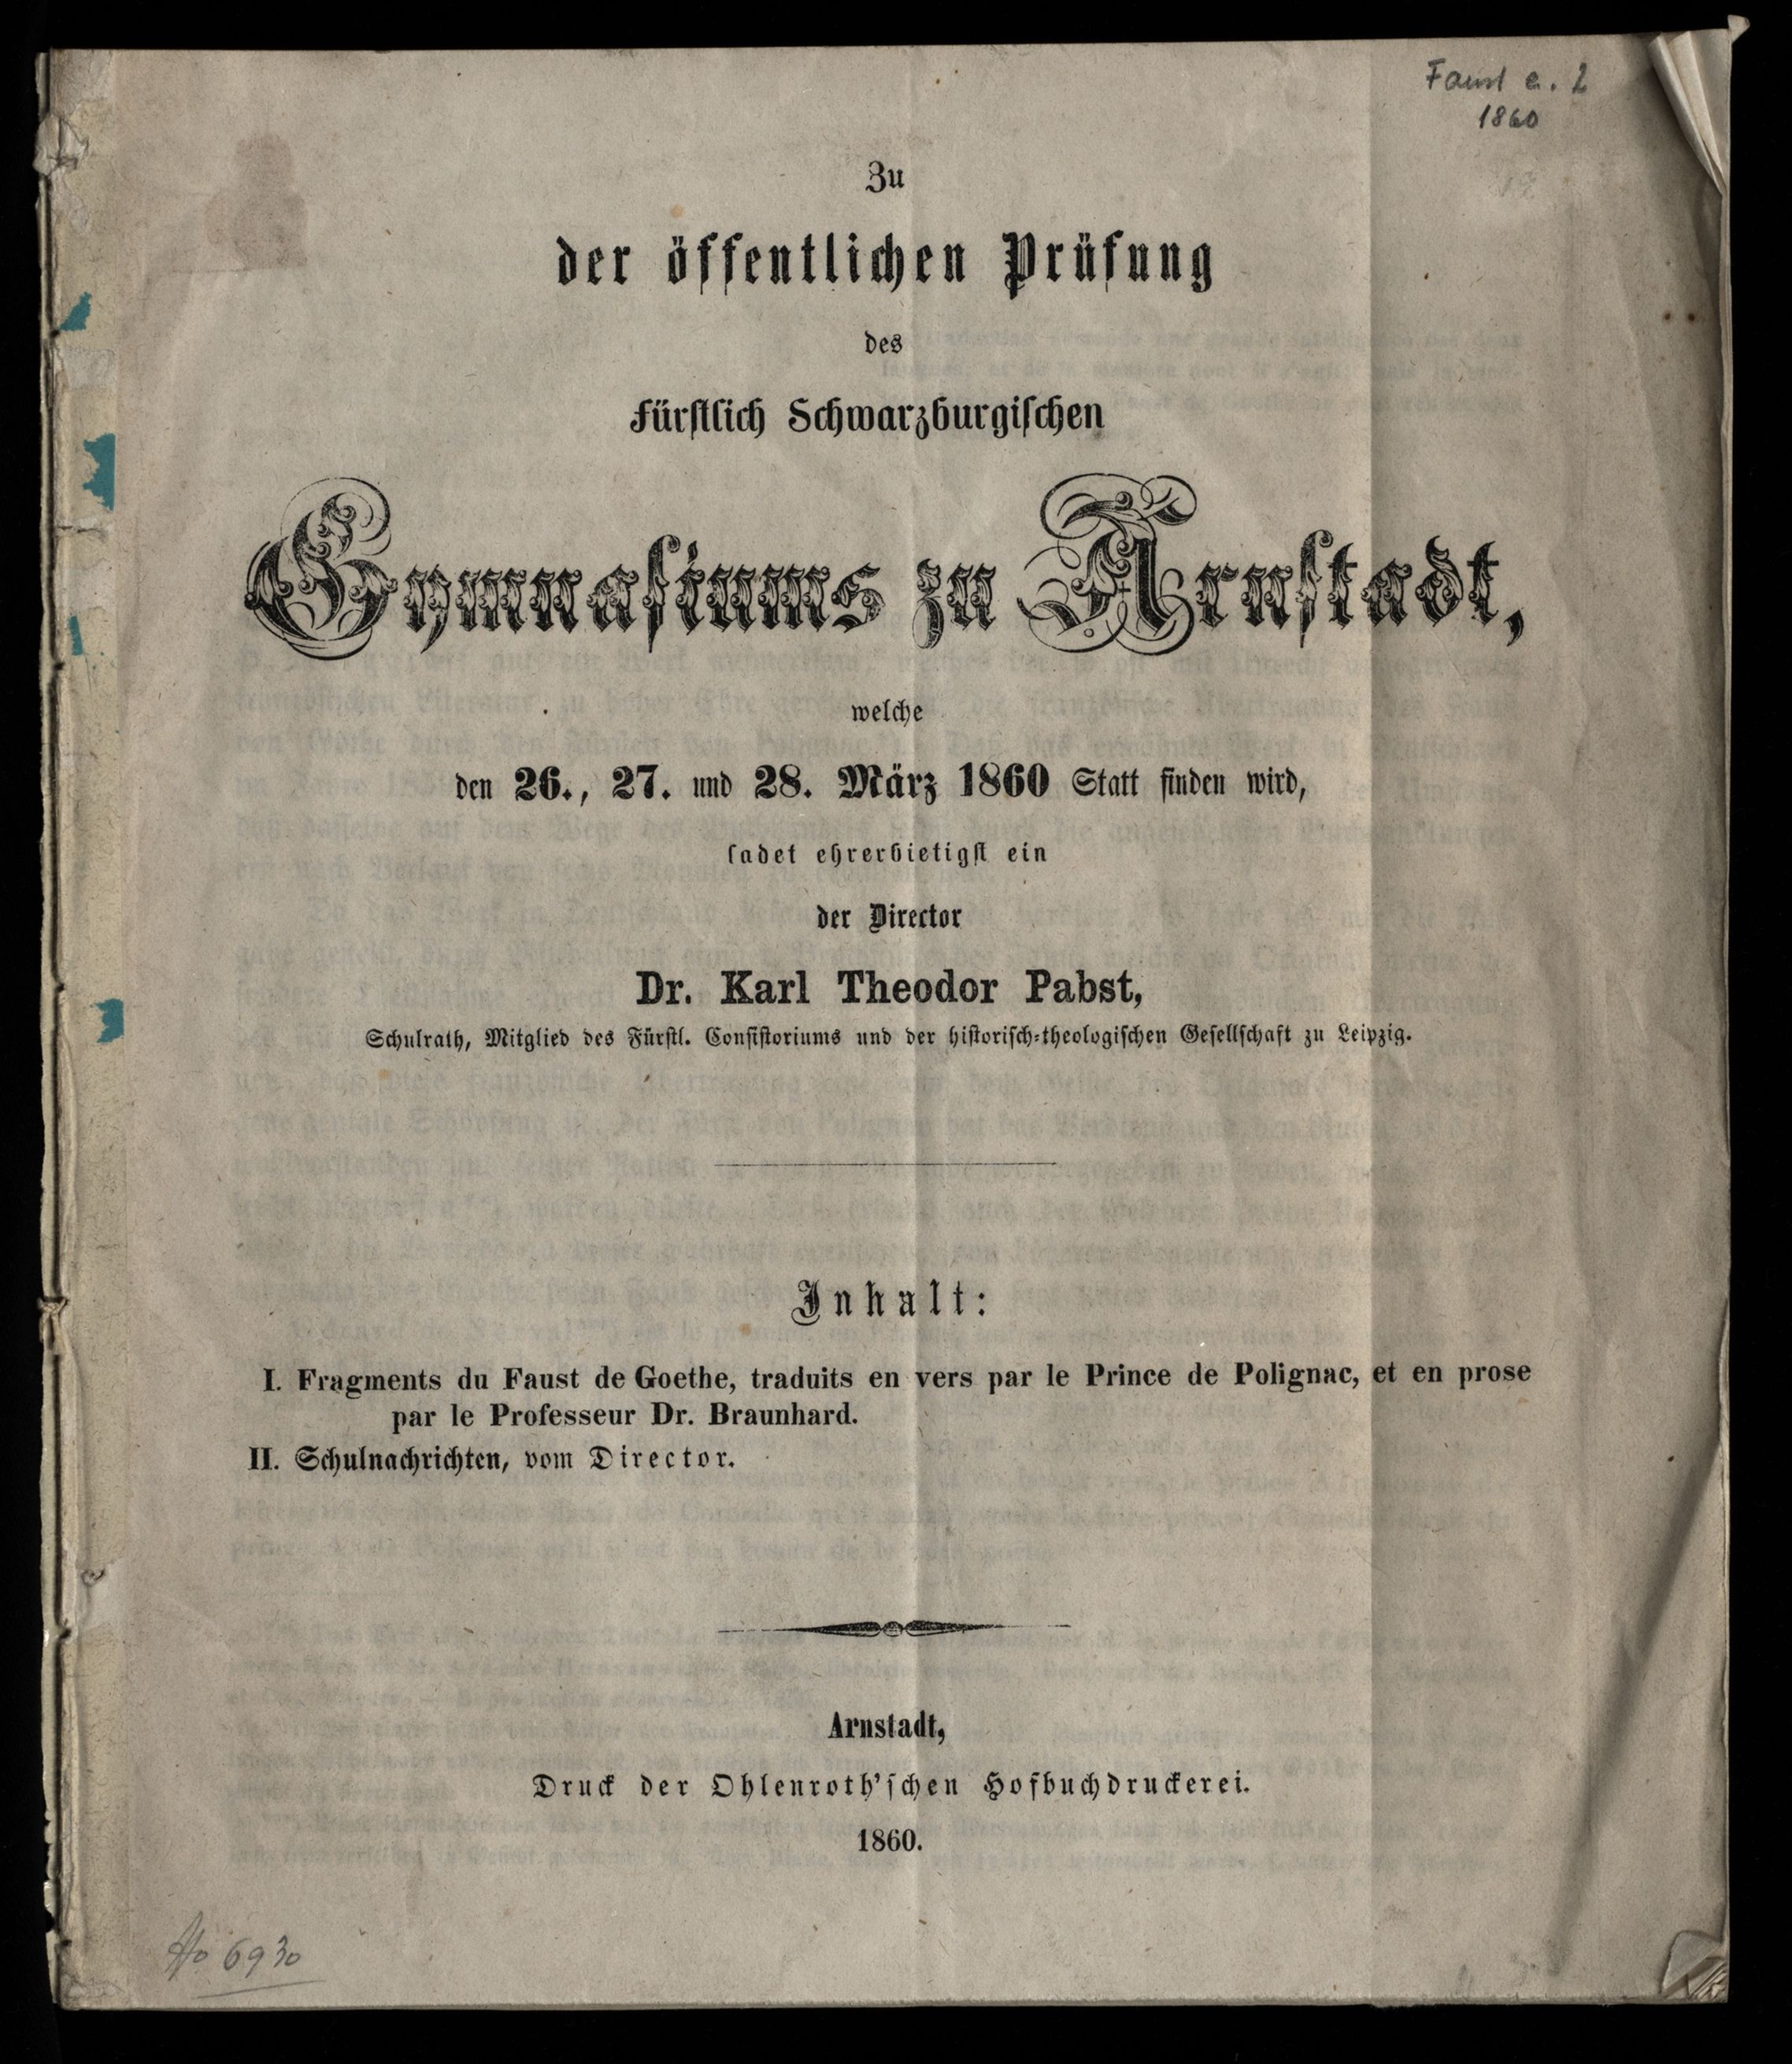 Faust e. 2
1860
Zu
der öffentlichen Prüfung
des
Fürstlich Schwarzburgischen
Gymnasiums zu Arnstadt,
welche
den 26., 27. und 28. März 1860 Statt finden wird,
ladet ehrerbietigst ein
der Director
Dr. Karl Theodor Pabst,
Schulrath, Mitglied des Fürstl. Consistoriums und der historisch-theologischen Gesellschaft zu Leipzig.
Inhalt:
I. Fragments du Faust de Goethe, traduits en vers par le Prince de Polignac, et en prose
par le Professeur Dr. Braunhard.
II. Schulnachrichten, vom Director.
Arnstadt,
Druck der Ohlenroth'schen Hofbuchdruckerei.
1860.
6930